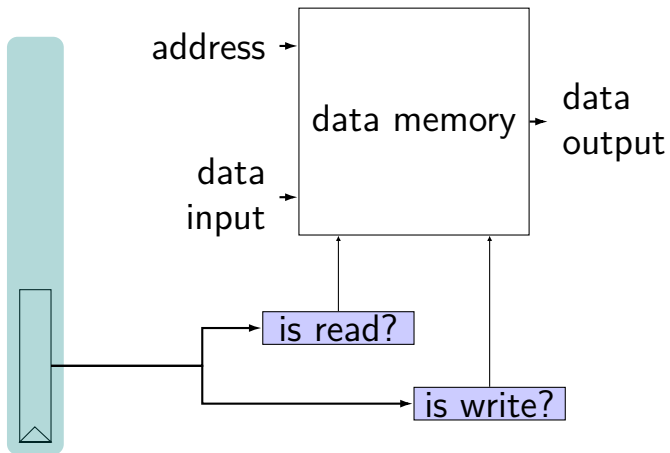 address
data memory
data
output
data
input
is read?
is write?